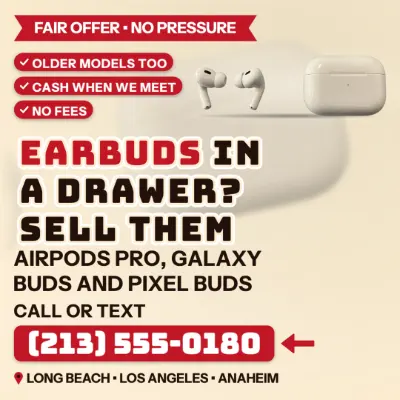 FAIR OFFER • NO PRESSURE
OLDER MODELS TOO
CASH WHEN WE MEET
NO FEES
EARBUDS IN
A DRAWER?
SELL THEM
AIRPODS PRO, GALAXY
BUDS AND PIXEL BUDS
CALL OR TEXT
(213) 555-0180
LONG BEACH • LOS ANGELES • ANAHEIM